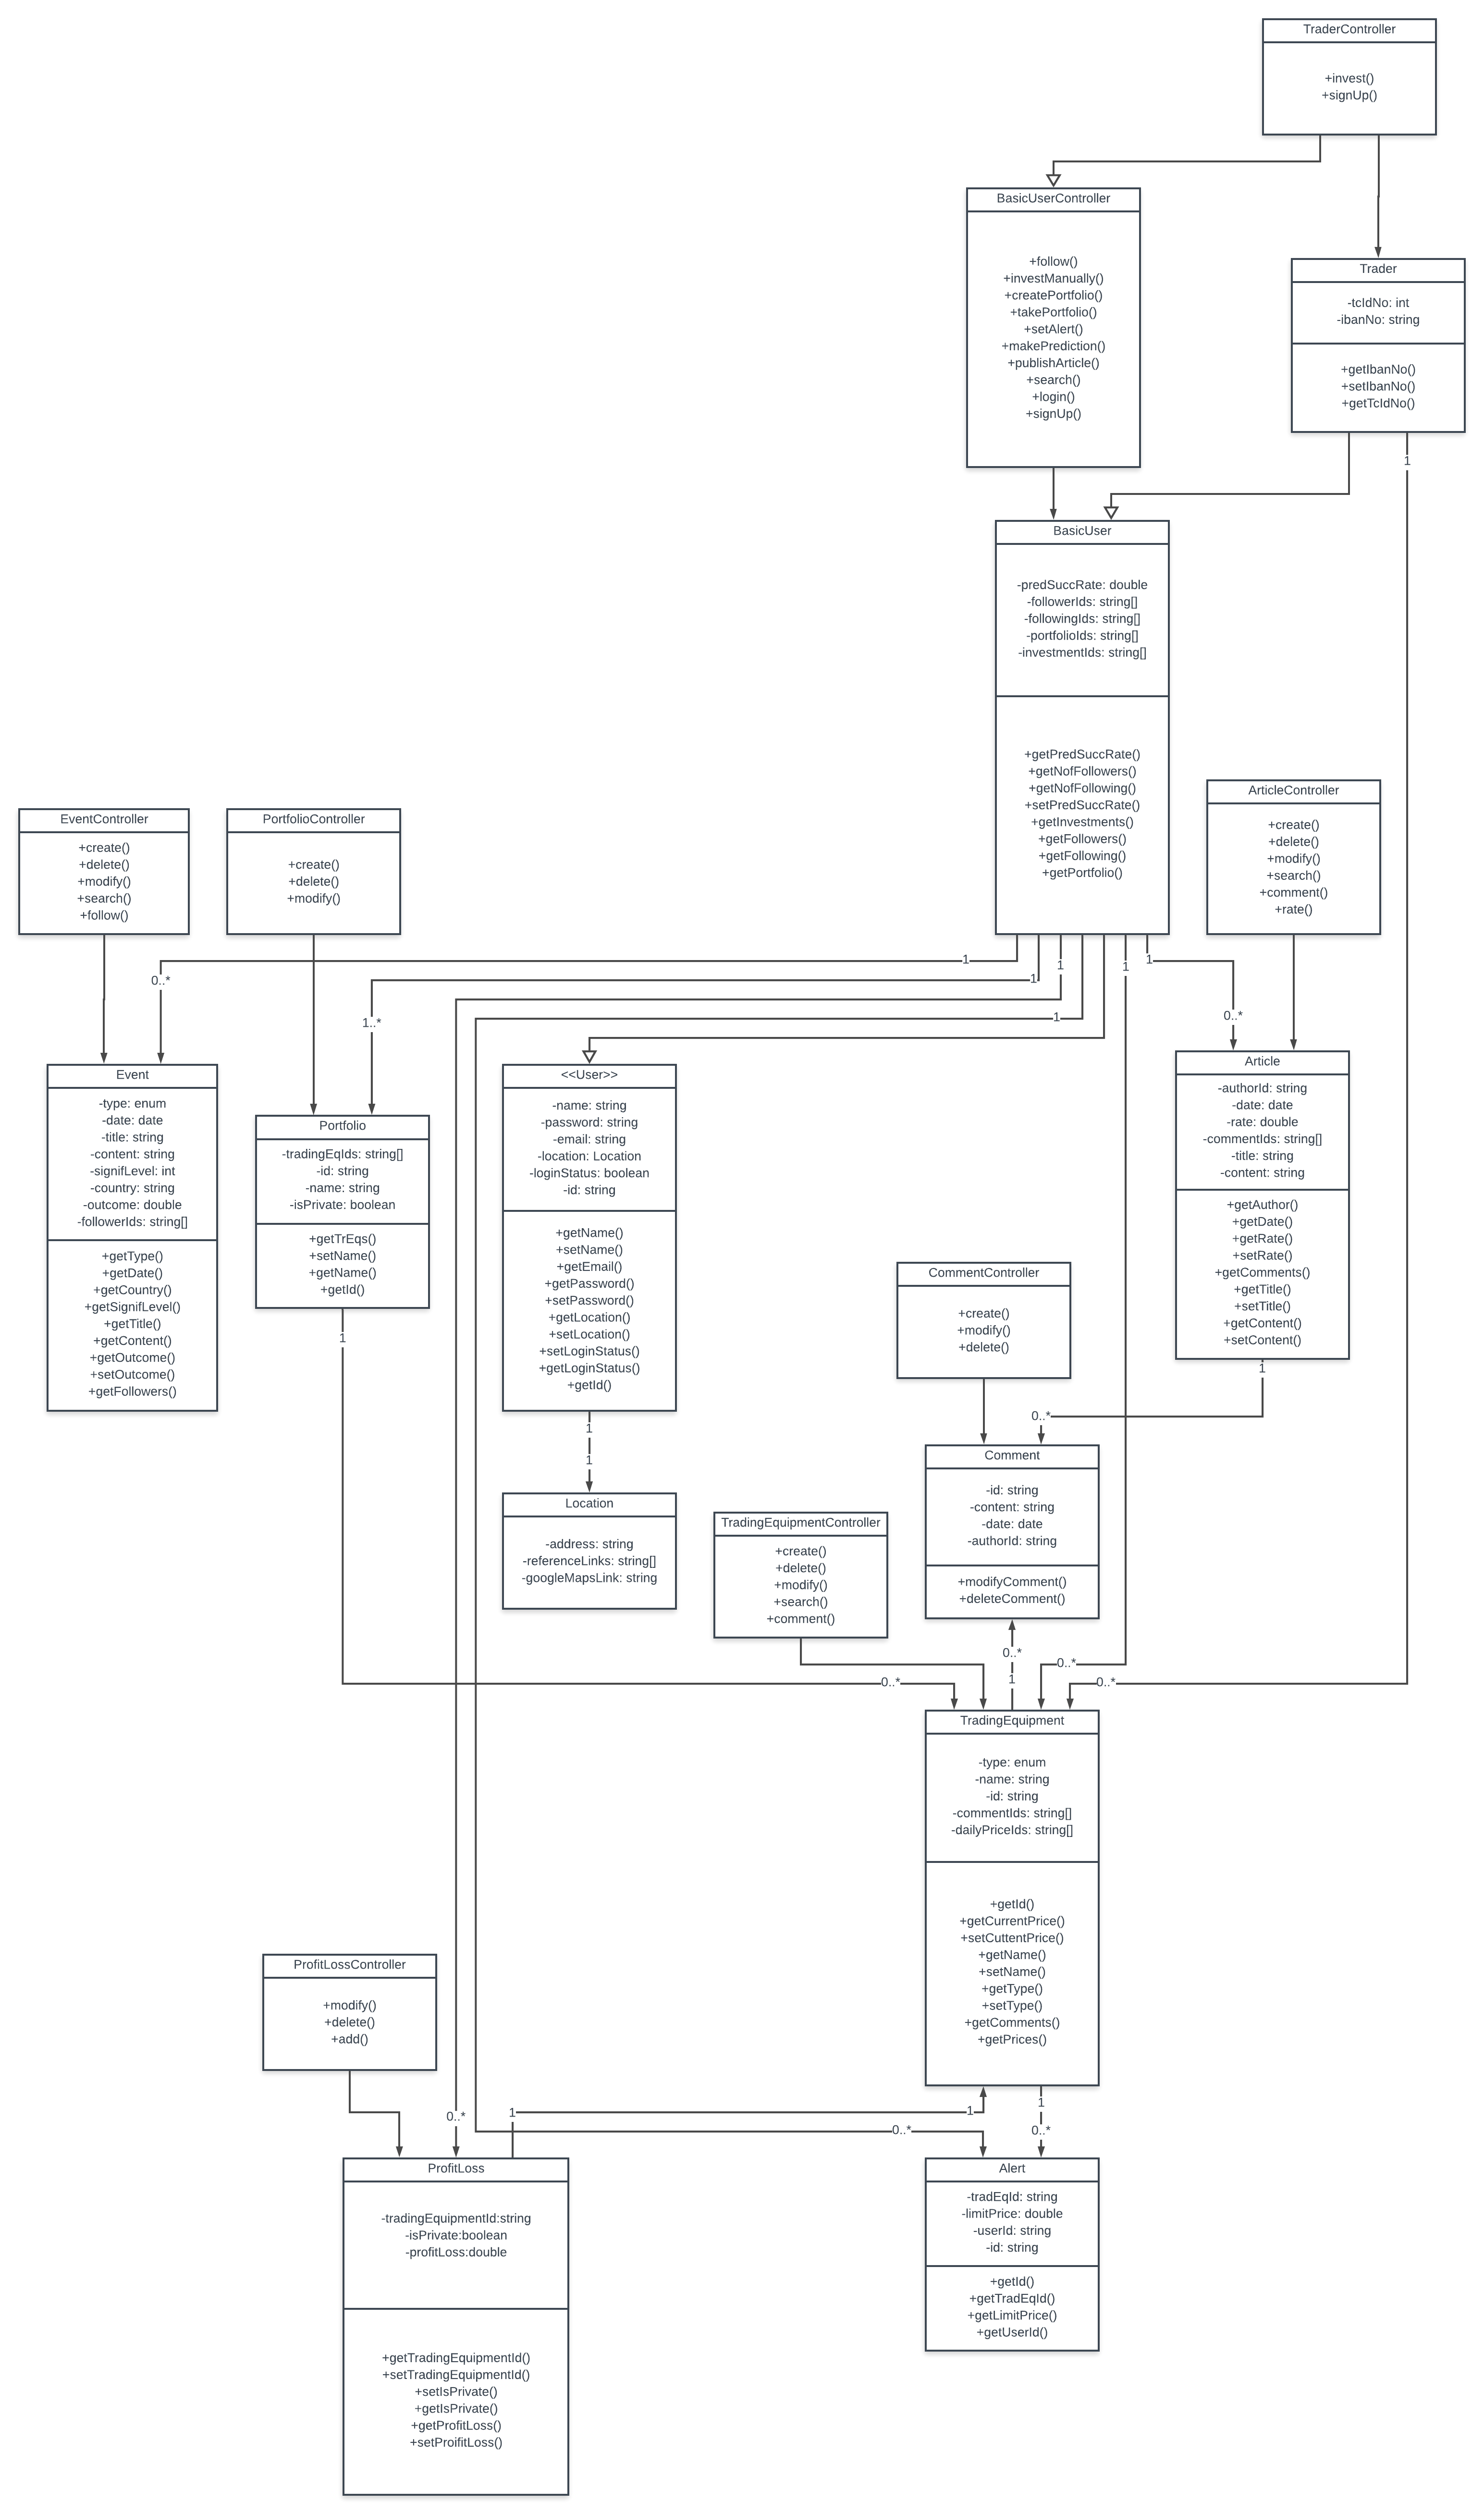 TraderController
+invest()
+signUp()
BasicUserController
+follow()
+investManually()
+createPortfolio()
+takePortfolio()
+setAlert()
+makePrediction()
+publishArticle()
+search()
+login()
+signUp()
Trader
-tcIdNo: int
-ibanNo: string
+getIbanNo()
+setIbanNo()
+getTcIdNo()
1
BasicUser
-predSuccRate: double
-followerIds: string[]
-followingIds: string[]
-portfolioIds: string[]
-investmentIds: string[]
+getPredSuccRate()
+getNofFollowers()
+getNofFollowing()
+setPredSuccRate()
+getInvestments()
+getFollowers()
+getFollowing()
+getPortfolio()
EventController
+create()
+delete()
+modify()
+search()
+follow()
PortfolioController
+create()
+delete()
+modify()
ArticleController
+create()
+delete()
+modify()
+search()
+comment()
+rate()
1
1
1
1
1
1
0..*
1..*
0..*
Event
-type: enum
-date: date
-title: string
-content: string
-signifLevel: int
-country: string
-outcome: double
-followerIds: string[]
+getType()
+getDate()
+getCountry()
+getSignifLevel()
+getTitle()
+getContent()
+getOutcome()
+setOutcome()
+getFollowers()
Portfolio
-tradingEqIds: string[]
-id: string
-name: string
-isPrivate: boolean
+getTrEqs()
+setName()
+getName()
+getId()
1
<<User>>
-name: string
-password: string
-email: string
-location: Location
-loginStatus: boolean
-id: string
+getName()
+setName()
+getEmail()
+getPassword()
+setPassword()
+getLocation()
+setLocation()
+setLoginStatus()
+getLoginStatus()
+getId()
1
1
Article
-authorId: string
-date: date
-rate: double
-commentIds: string[]
-title: string
-content: string
+getAuthor()
+getDate()
+getRate()
+setRate()
+getComments()
+getTitle()
+setTitle()
+getContent()
+setContent()
1
0..*
CommentController
+create()
+modify()
+delete()
Location
-address: string
-referenceLinks: string[]
-googleMapsLink: string
Comment
-id: string
-content: string
-date: date
-authorId: string
+modifyComment()
+deleteComment()
TradingEquipmentController
+create()
+delete()
+modify()
+search()
+comment()
0..*
1
0..*
0..*
0..*
TradingEquipment
-type: enum
-name: string
-id: string
-commentIds: string[]
-dailyPriceIds: string[]
+getId()
+getCurrentPrice()
+setCuttentPrice()
+getName()
+setName()
+getType()
+setType()
+getComments()
+getPrices()
ProfitLossController
+modify()
+delete()
+add()
0..*
1
1
1
0..*
0..*
ProfitLoss
-tradingEquipmentId:string
-isPrivate:boolean
-profitLoss:double
+getTradingEquipmentId()
+setTradingEquipmentId()
+setIsPrivate()
+getIsPrivate()
+getProfitLoss()
+setProifitLoss()
Alert
-tradEqId: string
-limitPrice: double
-userId: string
-id: string
+getId()
+getTradEqId()
+getLimitPrice()
+getUserId()